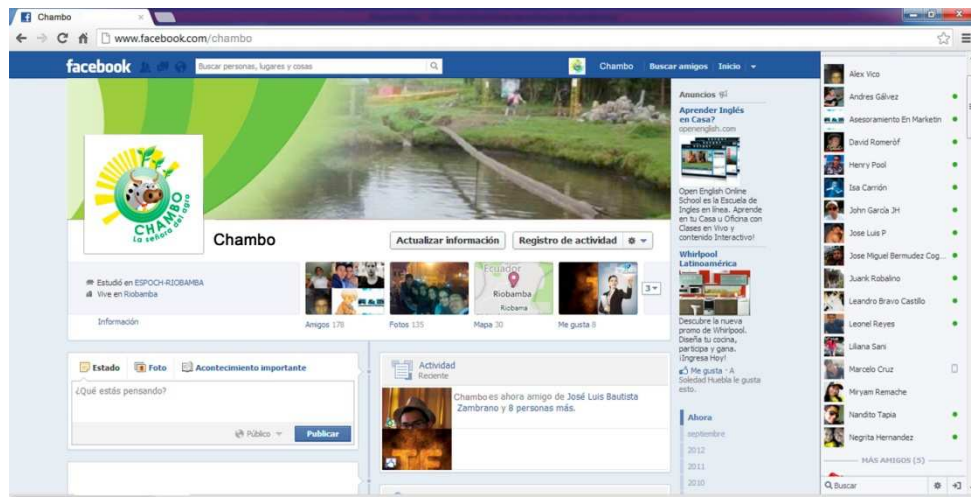 Chambo
www.facebook.com/chambo
facebook
Buscar personas, lugares y cosas
Chambo
Buscar amigos
Inicio
CHAMBO
La señora del agro
Chambo
Actualizar información
Registro de actividad
Estudió en ESPOCH-RIOBAMBA
Vive en Riobamba
Información
Ecuador
Riobamba
Riobama
Amigos 178
Fotos 135
Mapa 30
Me gusta 8
3
Estado
Foto
Acontecimiento importante
¿Qué estás pensando?
Público
Publicar
Actividad
Reciente
Chambo es ahora amigo de José Luis Bautista
Zambrano y 8 personas más.
Anuncios
Aprender Inglés
en Casa?
openenglish.com
Open English Online
School es la Escuela de
Ingles en línea. Aprende
en tu Casa u Oficina con
Clases en Vivo y
contenido Interactivo!
Whirlpool
Latinoamérica
Descubre la nueva
promo de Whirlpool.
Diseña tu cocina,
participa y gana.
¡Ingresa Hoy!
Me gusta · A
Soledad Huebla le gusta
esto.
Ahora
septiembre
2012
2011
2010
Alex Vico
Andres Gálvez
Asesoramiento En Marketin
David Romeróf
Henry Pool
Isa Carrión
John García JH
Jose Luis P
Jose Miguel Bermudez Cog...
Juank Robalino
Leandro Bravo Castillo
Leonel Reyes
Liliana Sani
Marcelo Cruz
Miryam Remache
Nandito Tapia
Negrita Hernandez
MÁS AMIGOS (5)
Buscar